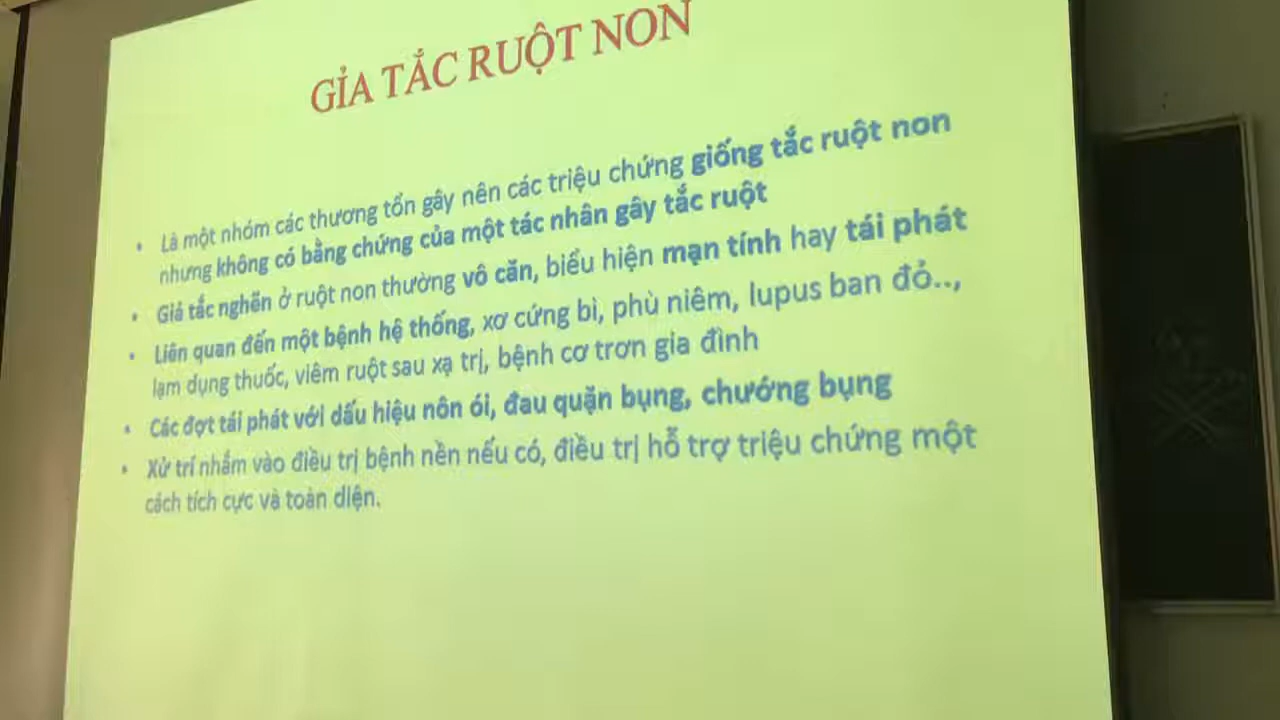 GỈA TẮC RUỘT NON
• Là một nhóm các thương tổn gây nên các triệu chứng giống tắc ruột non
nhưng không có bằng chứng của một tác nhân gây tắc ruột
• Giả tắc nghẽn ở ruột non thường vô căn, biểu hiện mạn tính hay tái phát
• Liên quan đến một bệnh hệ thống, xơ cứng bì, phù niêm, lupus ban đỏ..,
lạm dụng thuốc, viêm ruột sau xạ trị, bệnh cơ trơn gia đình
• Các đợt tái phát với dấu hiệu nôn ói, đau quặn bụng, chướng bụng
• Xử trí nhắm vào điều trị bệnh nền nếu có, điều trị hỗ trợ triệu chứng một
cách tích cực và toàn diện.